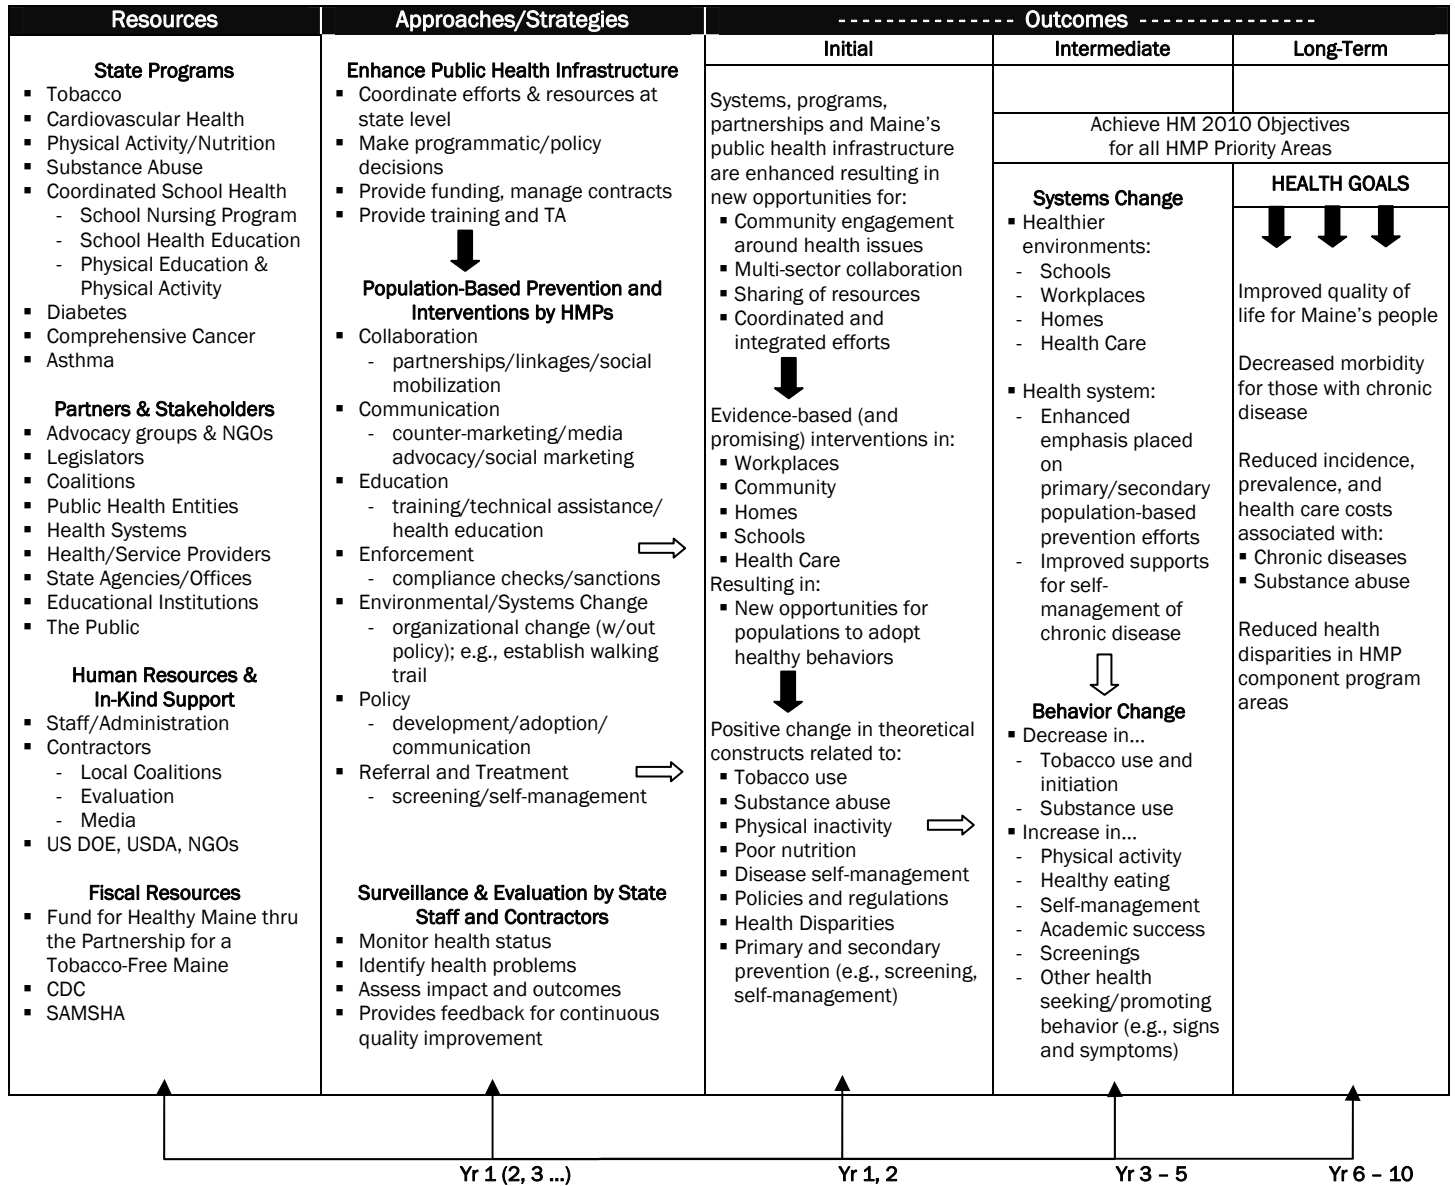 Resources
Approaches/Strategies
- - - - - - - - - - - - - - - Outcomes - - - - - - - - - - - - - - -
Initial
Intermediate
Long-Term
State Programs
▪ Tobacco
▪ Cardiovascular Health
▪ Physical Activity/Nutrition
▪ Substance Abuse
▪ Coordinated School Health
- School Nursing Program
- School Health Education
- Physical Education &
Physical Activity
▪ Diabetes
▪ Comprehensive Cancer
▪ Asthma
Partners & Stakeholders
▪ Advocacy groups & NGOs
▪ Legislators
▪ Coalitions
▪ Public Health Entities
▪ Health Systems
▪ Health/Service Providers
▪ State Agencies/Offices
▪ Educational Institutions
▪ The Public
Human Resources &
In-Kind Support
▪ Staff/Administration
▪ Contractors
- Local Coalitions
- Evaluation
- Media
▪ US DOE, USDA, NGOs
Fiscal Resources
▪ Fund for Healthy Maine thru
the Partnership for a
Tobacco-Free Maine
▪ CDC
▪ SAMSHA
Enhance Public Health Infrastructure
▪ Coordinate efforts & resources at
state level
▪ Make programmatic/policy
decisions
▪ Provide funding, manage contracts
▪ Provide training and TA
Population-Based Prevention and
Interventions by HMPs
▪ Collaboration
- partnerships/linkages/social
mobilization
▪ Communication
- counter-marketing/media
advocacy/social marketing
▪ Education
- training/technical assistance/
health education
▪ Enforcement
- compliance checks/sanctions
▪ Environmental/Systems Change
- organizational change (w/out
policy); e.g., establish walking
trail
▪ Policy
- development/adoption/
communication
▪ Referral and Treatment
- screening/self-management
Surveillance & Evaluation by State
Staff and Contractors
▪ Monitor health status
▪ Identify health problems
▪ Assess impact and outcomes
▪ Provides feedback for continuous
quality improvement
Systems, programs,
partnerships and Maine's
public health infrastructure
are enhanced resulting in
new opportunities for:
▪ Community engagement
around health issues
▪ Multi-sector collaboration
▪ Sharing of resources
▪ Coordinated and
integrated efforts
Evidence-based (and
promising) interventions in:
▪ Workplaces
▪ Community
▪ Homes
▪ Schools
▪ Health Care
Resulting in:
▪ New opportunities for
populations to adopt
healthy behaviors
Positive change in theoretical
constructs related to:
▪ Tobacco use
▪ Substance abuse
▪ Physical inactivity
▪ Poor nutrition
▪ Disease self-management
▪ Policies and regulations
▪ Health Disparities
▪ Primary and secondary
prevention (e.g., screening,
self-management)
Achieve HM 2010 Objectives
for all HMP Priority Areas
Systems Change
▪ Healthier
environments:
- Schools
- Workplaces
- Homes
- Health Care
▪ Health system:
- Enhanced
emphasis placed
on
primary/secondary
population-based
prevention efforts
- Improved supports
for self-
management of
chronic disease
Behavior Change
▪ Decrease in...
- Tobacco use and
initiation
- Substance use
▪ Increase in...
- Physical activity
- Healthy eating
- Self-management
- Academic success
- Screenings
- Other health
seeking/promoting
behavior (e.g., signs
and symptoms)
HEALTH GOALS
Improved quality of
life for Maine's people
Decreased morbidity
for those with chronic
disease
Reduced incidence,
prevalence, and
health care costs
associated with:
▪ Chronic diseases
▪ Substance abuse
Reduced health
disparities in HMP
component program
areas
Yr 1 (2, 3 ...)
Yr 1, 2
Yr 3 – 5
Yr 6 – 10